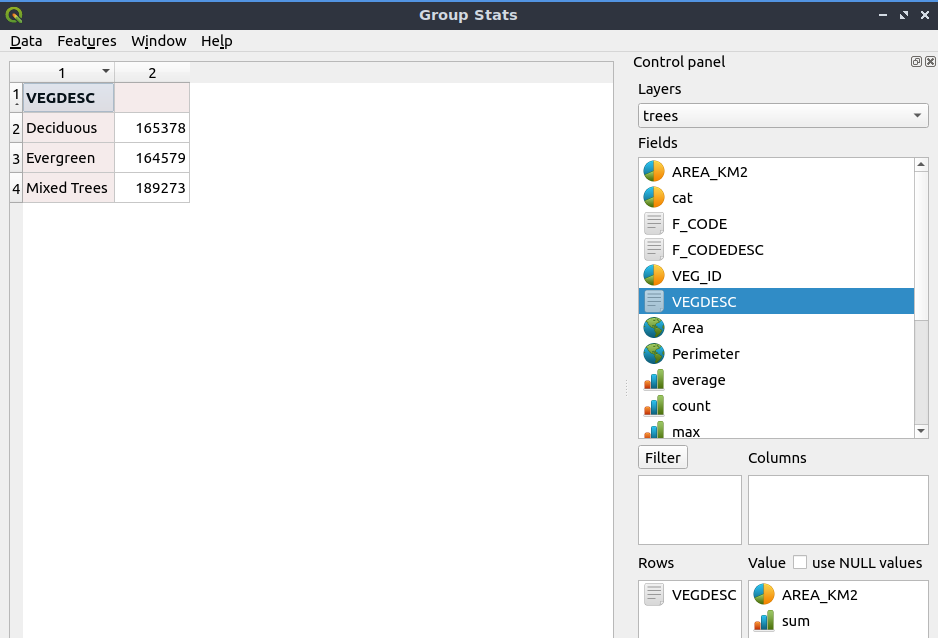 Group Stats
Data Features Window Help
1 2
1 VEGDESC
2 Deciduous 165378
3 Evergreen 164579
4 Mixed Trees 189273
Control panel
Layers
trees
Fields
AREA_KM2
cat
F_CODE
F_CODEDESC
VEG_ID
VEGDESC
Area
Perimeter
average
count
max
Filter Columns
Rows Value use NULL values
VEGDESC AREA_KM2
sum